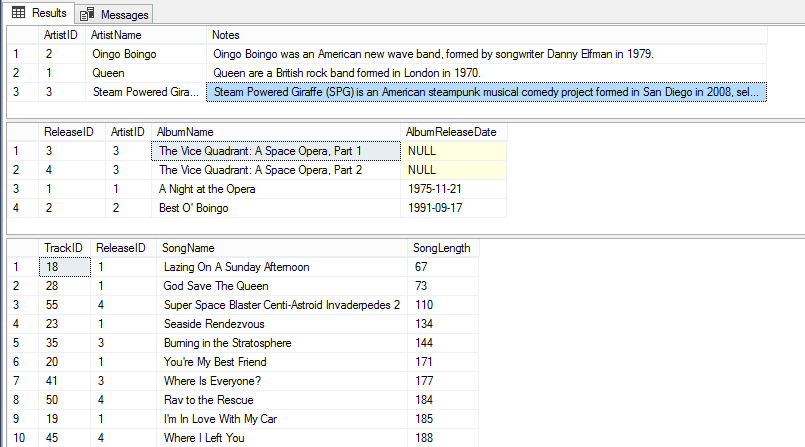 Results Messages
ArtistID ArtistName Notes
1 2 Oingo Boingo Oingo Boingo was an American new wave band, formed by songwriter Danny Elfman in 1979.
2 1 Queen Queen are a British rock band formed in London in 1970.
3 3 Steam Powered Gira... Steam Powered Giraffe (SPG) is an American steampunk musical comedy project formed in San Diego in 2008, sel...
ReleaseID ArtistID AlbumName AlbumReleaseDate
1 3 3 The Vice Quadrant: A Space Opera, Part 1 NULL
2 4 3 The Vice Quadrant: A Space Opera, Part 2 NULL
3 1 1 A Night at the Opera 1975-11-21
4 2 2 Best O' Boingo 1991-09-17
TrackID ReleaseID SongName SongLength
1 18 1 Lazing On A Sunday Afternoon 67
2 28 1 God Save The Queen 73
3 55 4 Super Space Blaster Centi-Astroid Invaderpedes 2 110
4 23 1 Seaside Rendezvous 134
5 35 3 Burning in the Stratosphere 144
6 20 1 You're My Best Friend 171
7 41 3 Where Is Everyone? 177
8 50 4 Rav to the Rescue 184
9 19 1 I'm In Love With My Car 185
10 45 4 Where I Left You 188